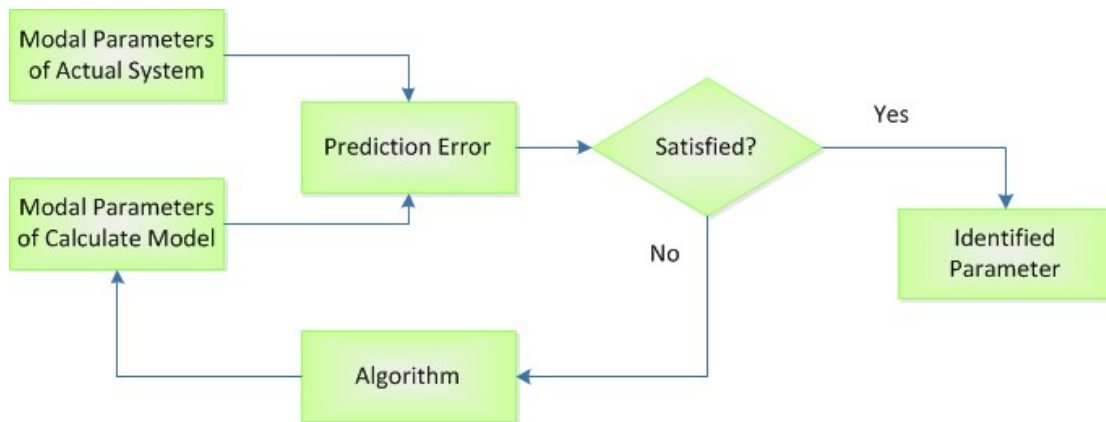 Modal Parameters
of Actual System
Prediction Error
Satisfied?
Yes
Modal Parameters
of Calculate Model
No
Identified
Parameter
Algorithm